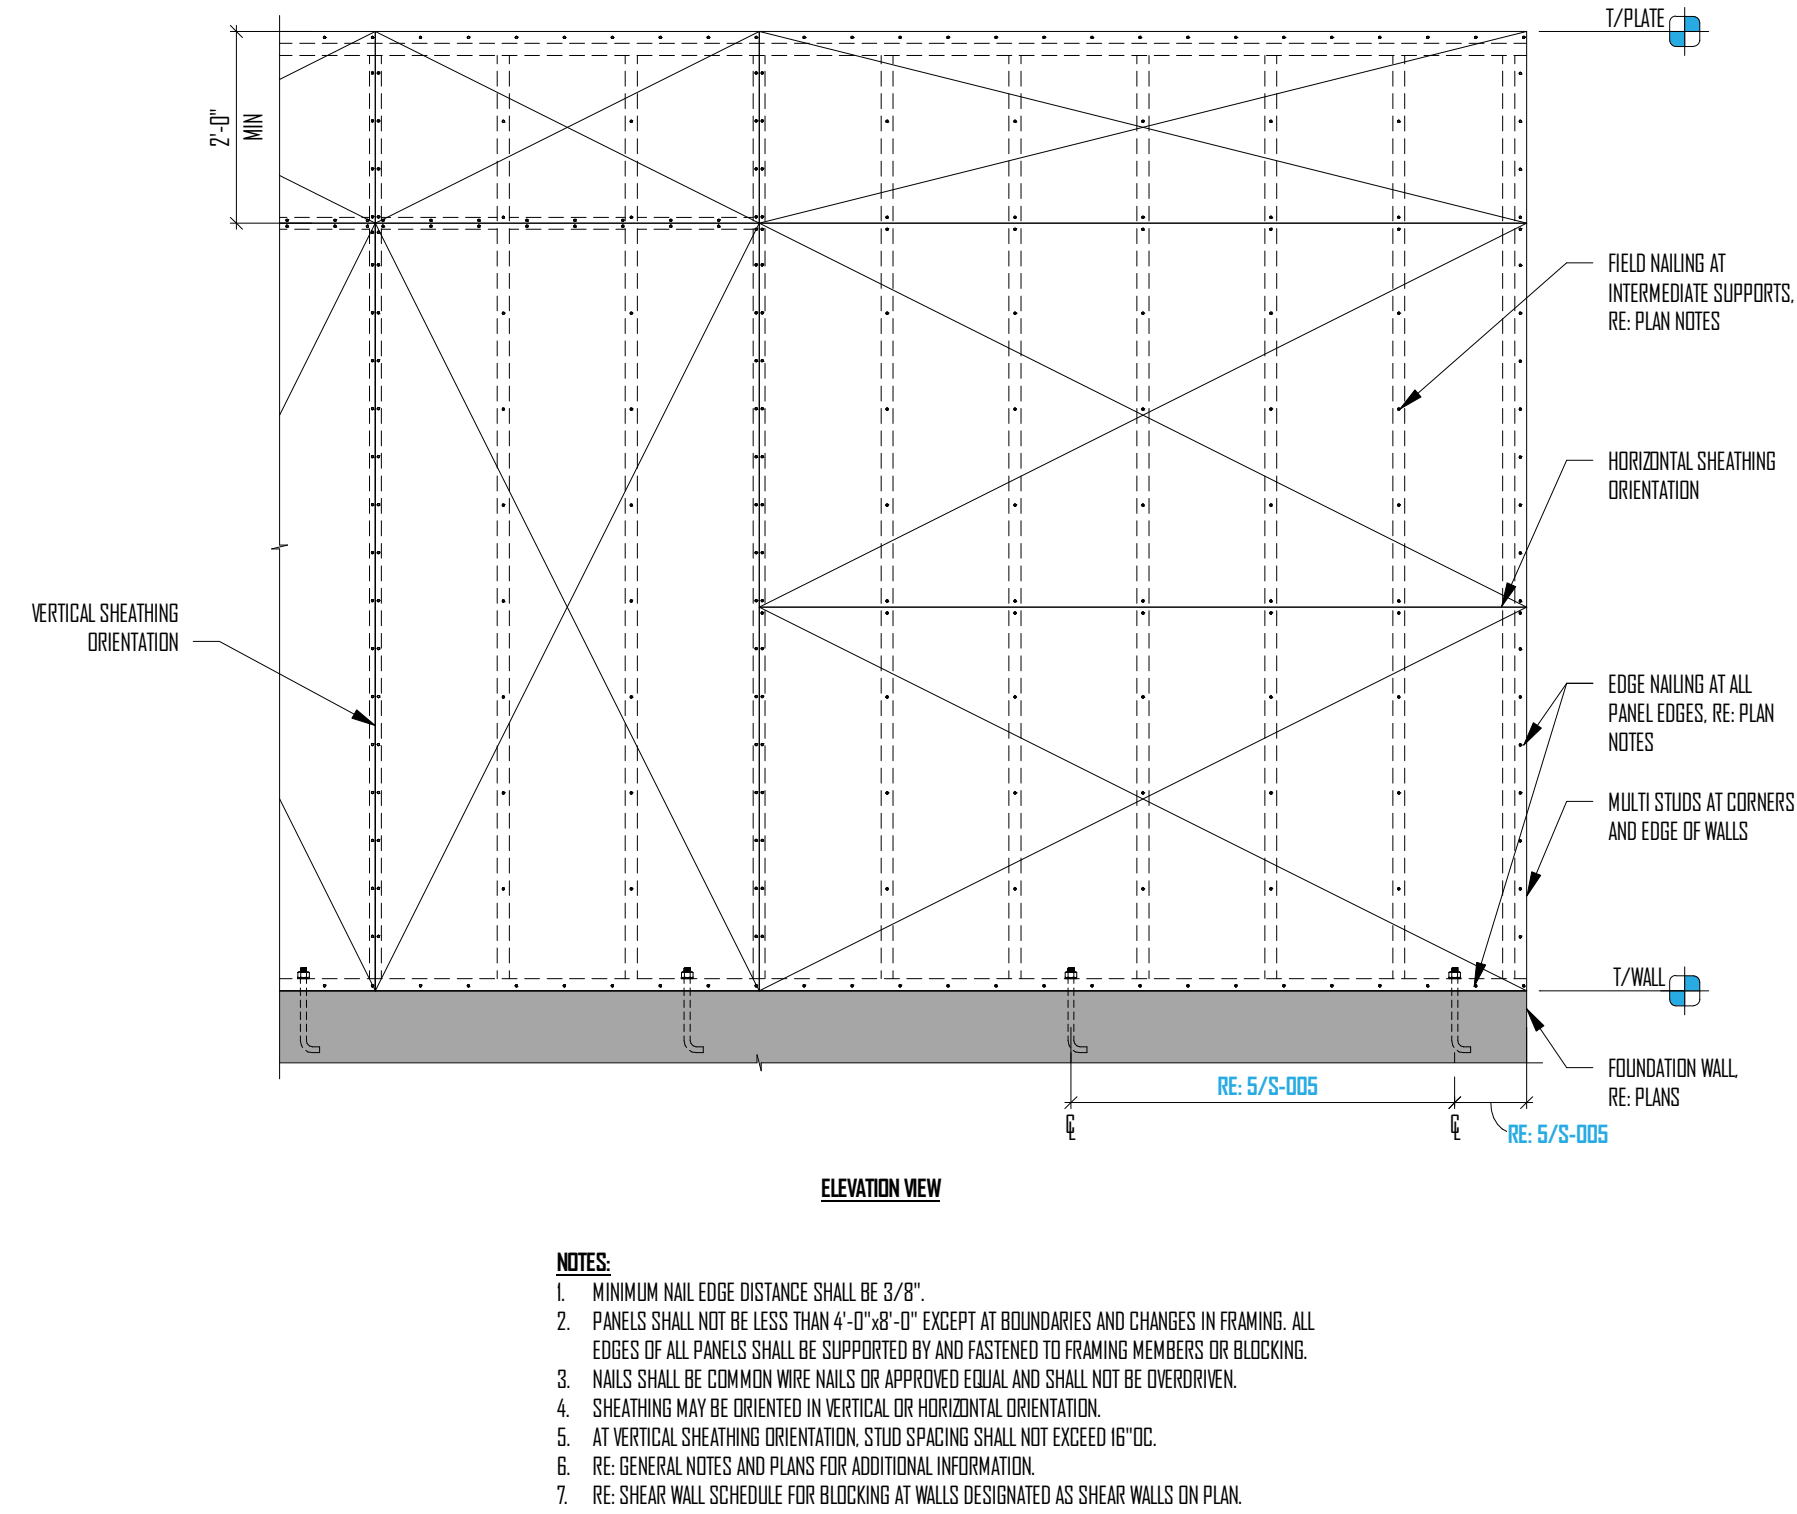 T/PLATE
2'-0"
MIN
FIELD NAILING AT
INTERMEDIATE SUPPORTS,
RE: PLAN NOTES
HORIZONTAL SHEATHING
ORIENTATION
VERTICAL SHEATHING
ORIENTATION
EDGE NAILING AT ALL
PANEL EDGES, RE: PLAN
NOTES
MULTI STUDS AT CORNERS
AND EDGE OF WALLS
T/WALL
FOUNDATION WALL,
RE: PLANS
RE: 5/S-005
RE: 5/S-005
℄
℄
ELEVATION VIEW
NOTES:
1. MINIMUM NAIL EDGE DISTANCE SHALL BE 3/8".
2. PANELS SHALL NOT BE LESS THAN 4'-0"x8'-0" EXCEPT AT BOUNDARIES AND CHANGES IN FRAMING. ALL
EDGES OF ALL PANELS SHALL BE SUPPORTED BY AND FASTENED TO FRAMING MEMBERS OR BLOCKING.
3. NAILS SHALL BE COMMON WIRE NAILS OR APPROVED EQUAL AND SHALL NOT BE OVERDRIVEN.
4. SHEATHING MAY BE ORIENTED IN VERTICAL OR HORIZONTAL ORIENTATION.
5. AT VERTICAL SHEATHING ORIENTATION, STUD SPACING SHALL NOT EXCEED 16"OC.
6. RE: GENERAL NOTES AND PLANS FOR ADDITIONAL INFORMATION.
7. RE: SHEAR WALL SCHEDULE FOR BLOCKING AT WALLS DESIGNATED AS SHEAR WALLS ON PLAN.